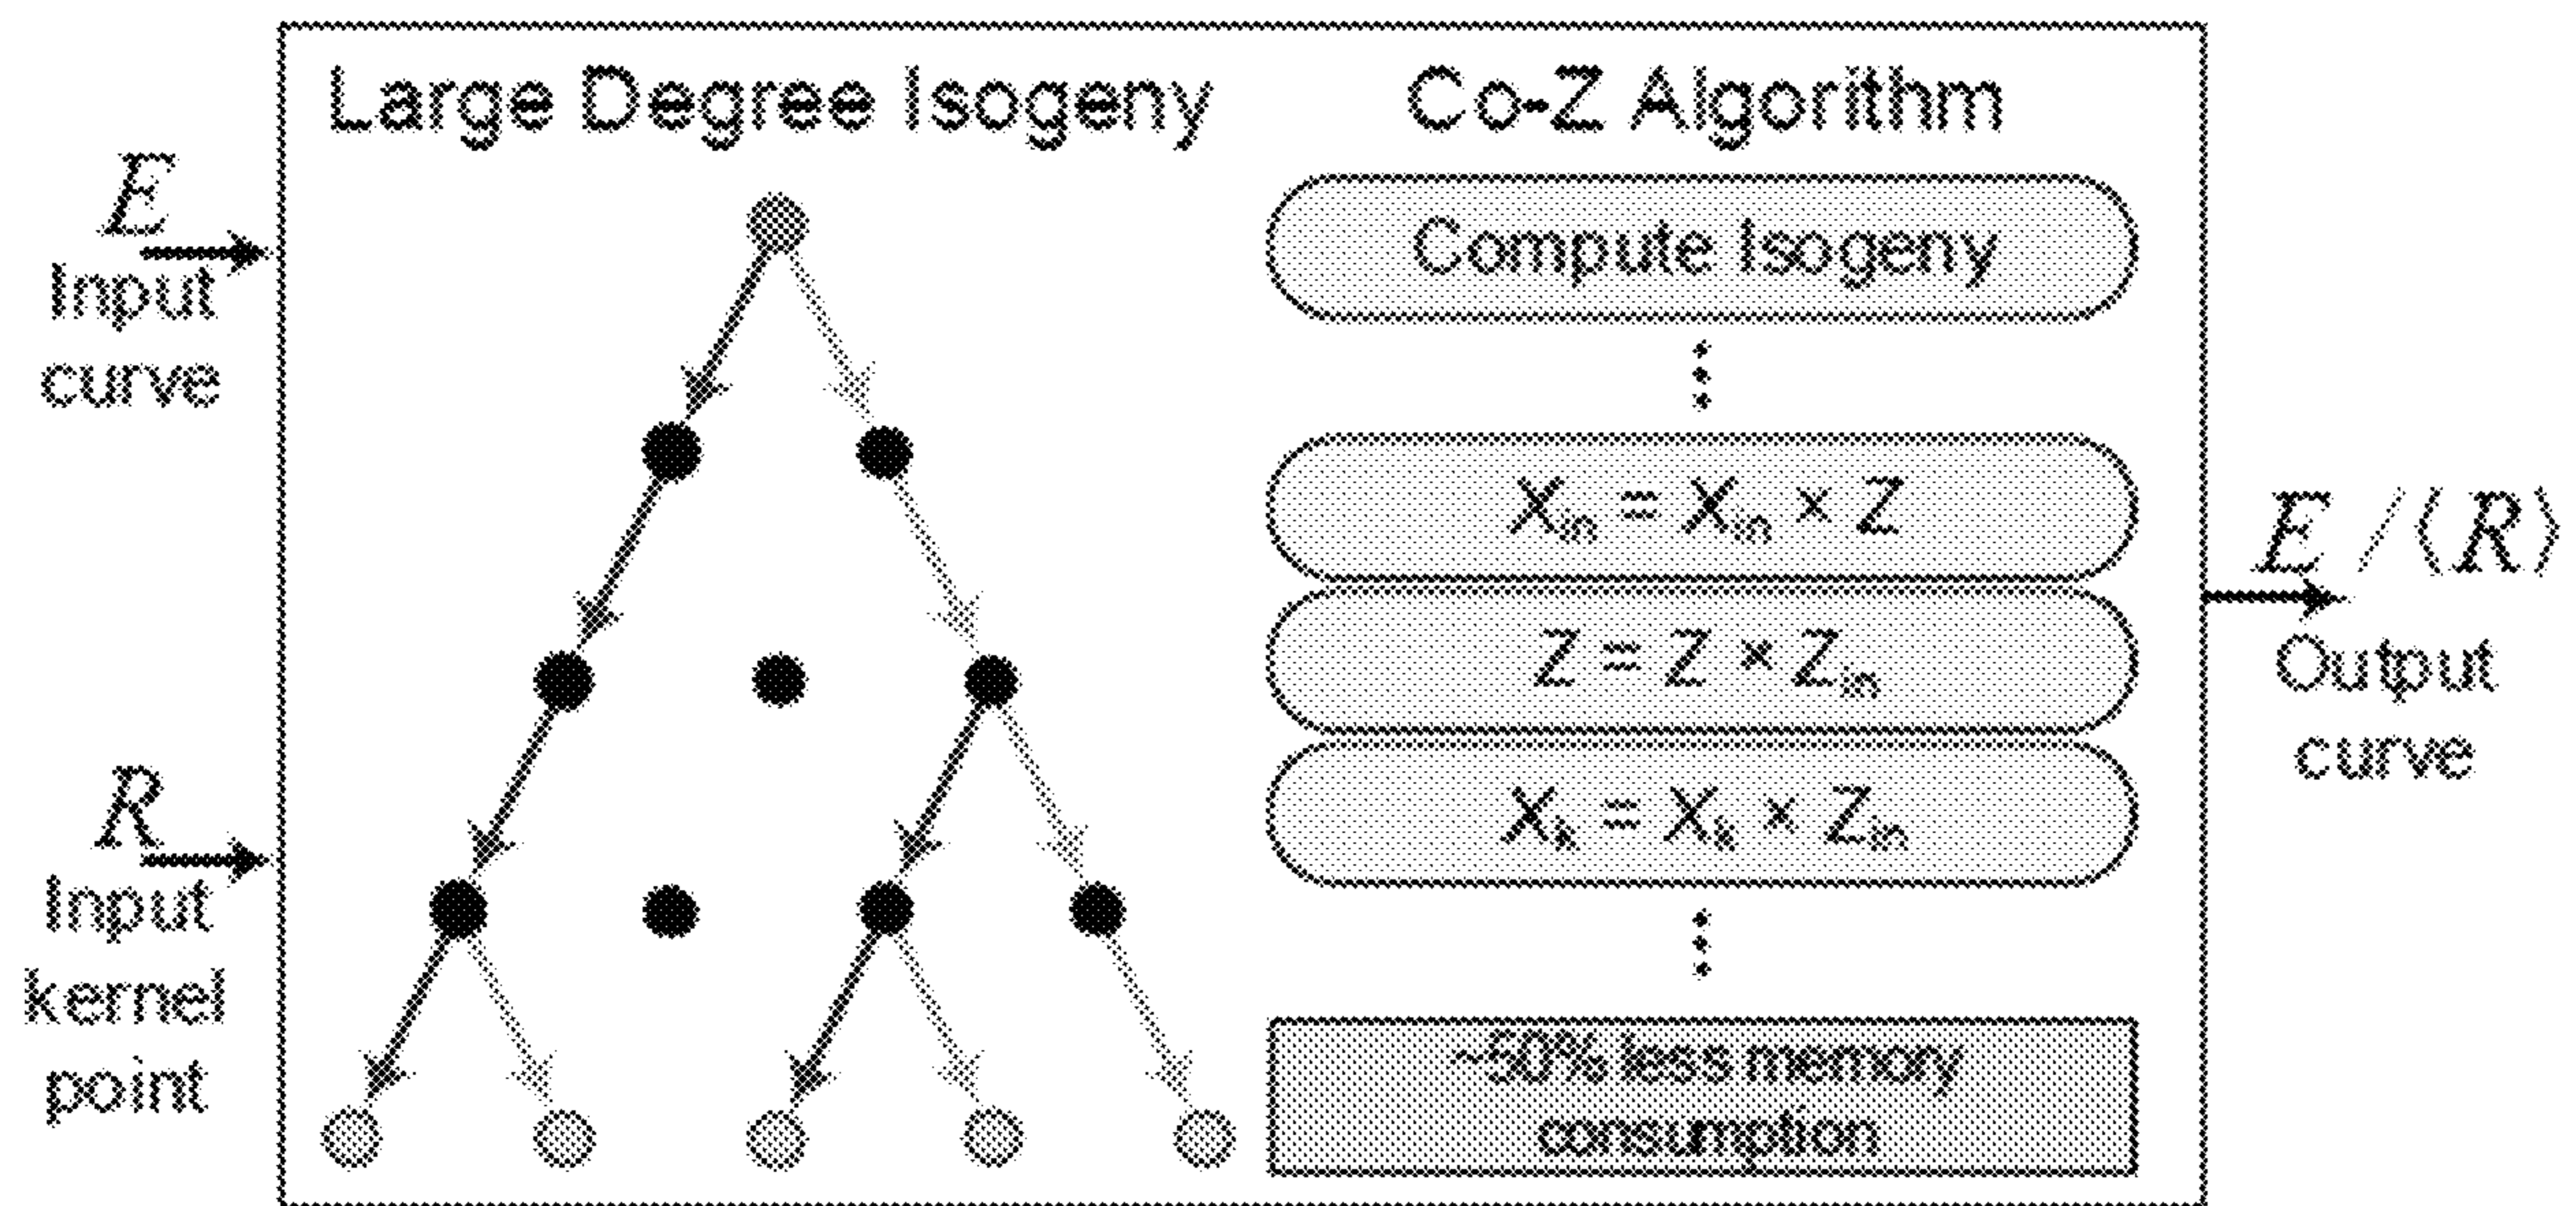 Large Degree Isogeny
Co-Z Algorithm
E
Input
curve
R
Input
kernel
point
Compute Isogeny
X_in = X_in × Z
Z = Z × Z_in
X_k = X_k × Z_in
~50% less memory
consumption
E /⟨R⟩
Output
curve